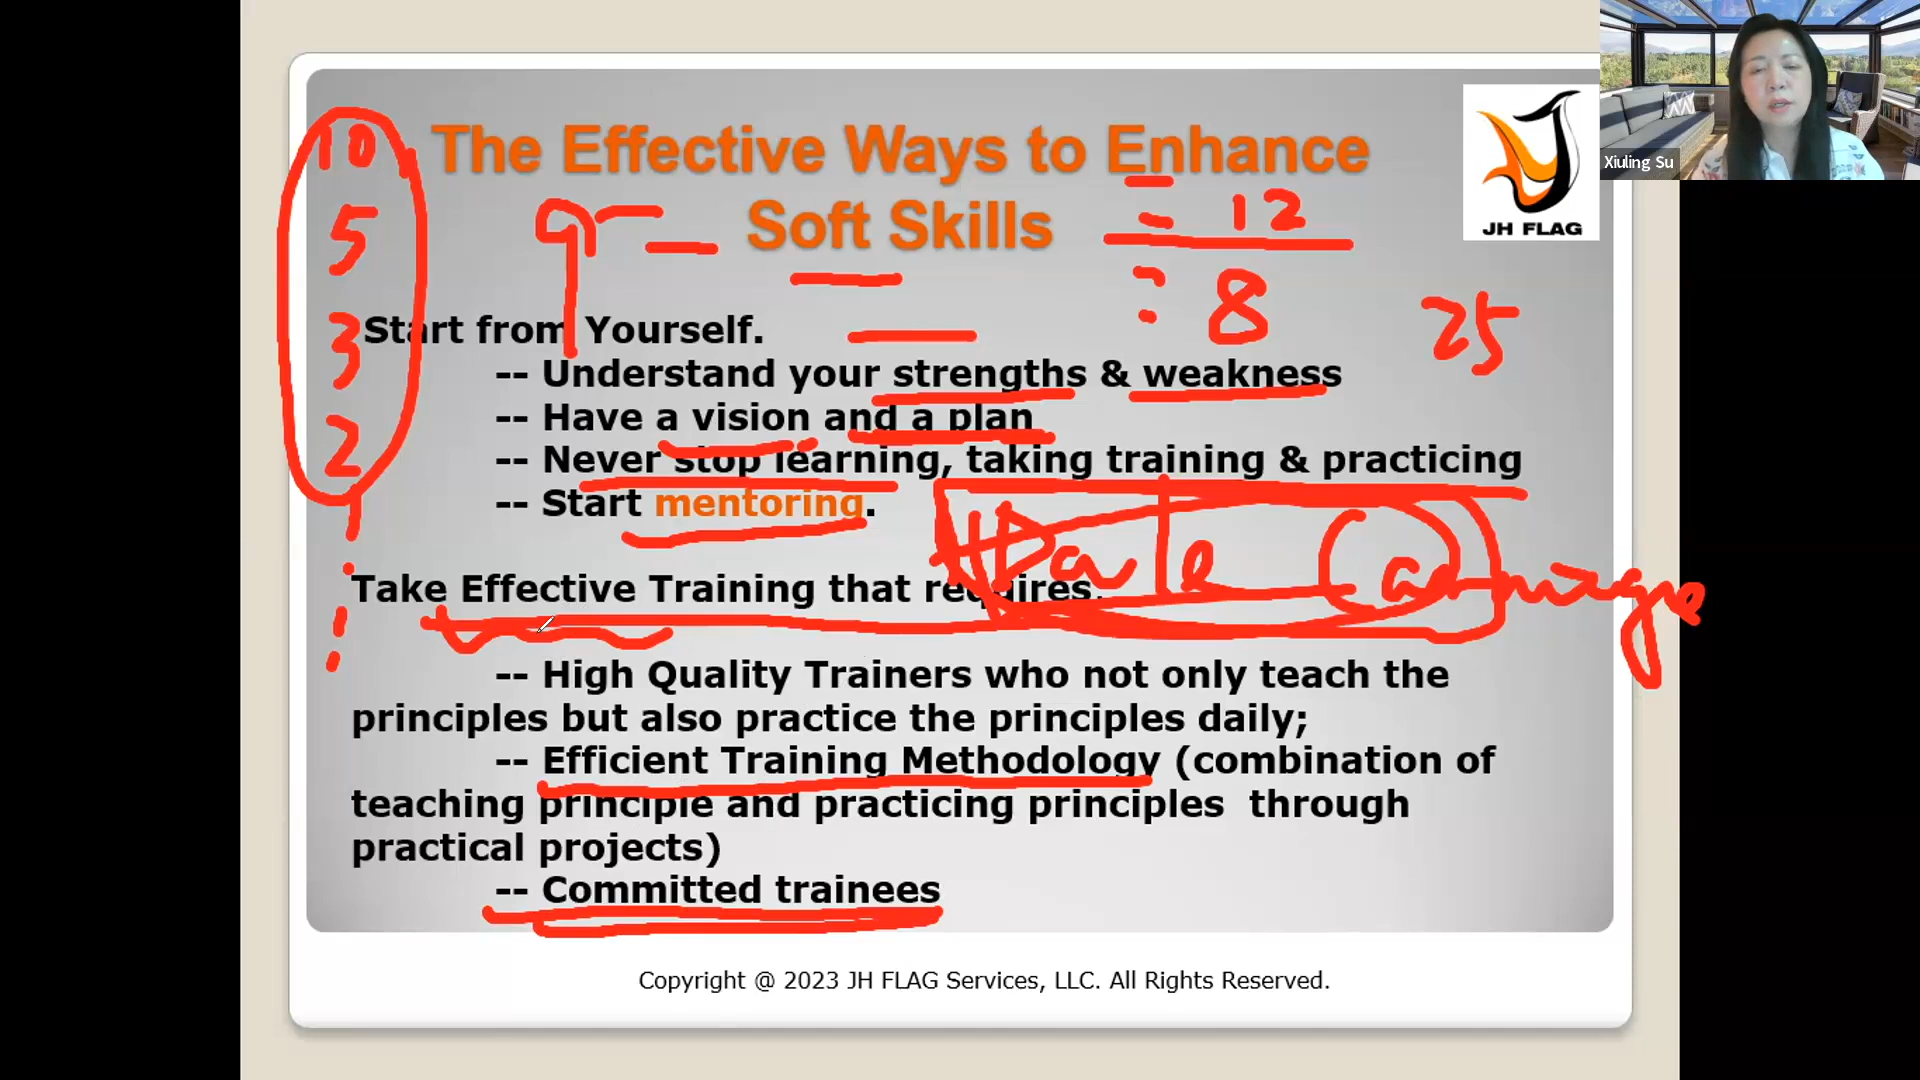 The Effective Ways to Enhance
Soft Skills
JH FLAG
Xiuling Su
10
5
3
2
9
12
8
25
Start from Yourself.
-- Understand your strengths & weakness
-- Have a vision and a plan
-- Never stop learning, taking training & practicing
-- Start mentoring.
Dale Carnegie
Take Effective Training that requires.
-- High Quality Trainers who not only teach the
principles but also practice the principles daily;
-- Efficient Training Methodology (combination of
teaching principle and practicing principles through
practical projects)
-- Committed trainees
Copyright @ 2023 JH FLAG Services, LLC. All Rights Reserved.